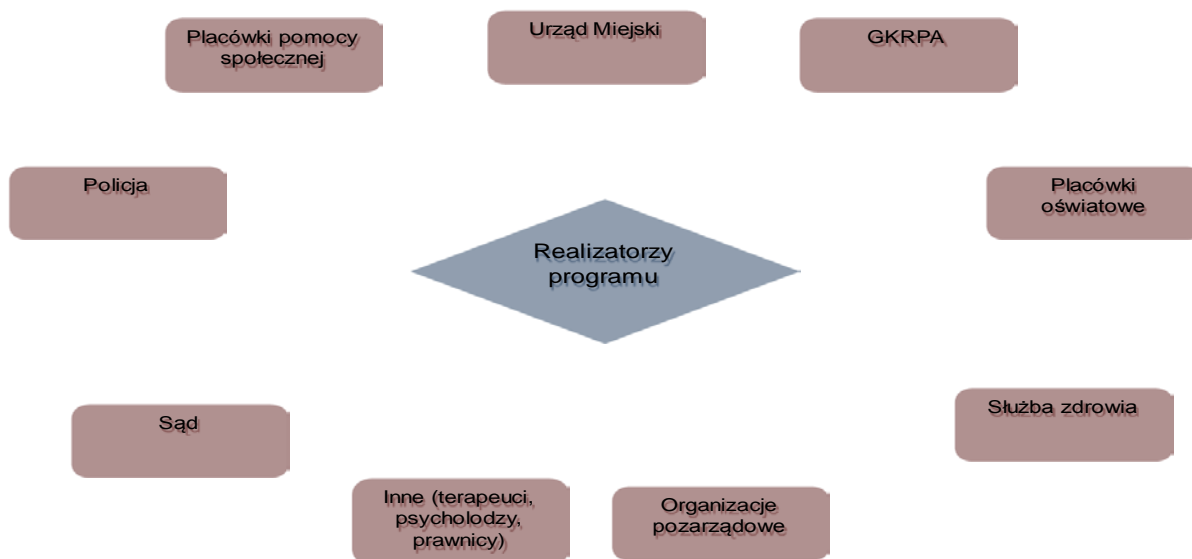 Placówki pomocy
społecznej
Urząd Miejski
GKRPA
Policja
Placówki
oświatowe
Realizatorzy
programu
Sąd
Służba zdrowia
Inne (terapeuci,
psycholodzy,
prawnicy)
Organizacje
pozarządowe